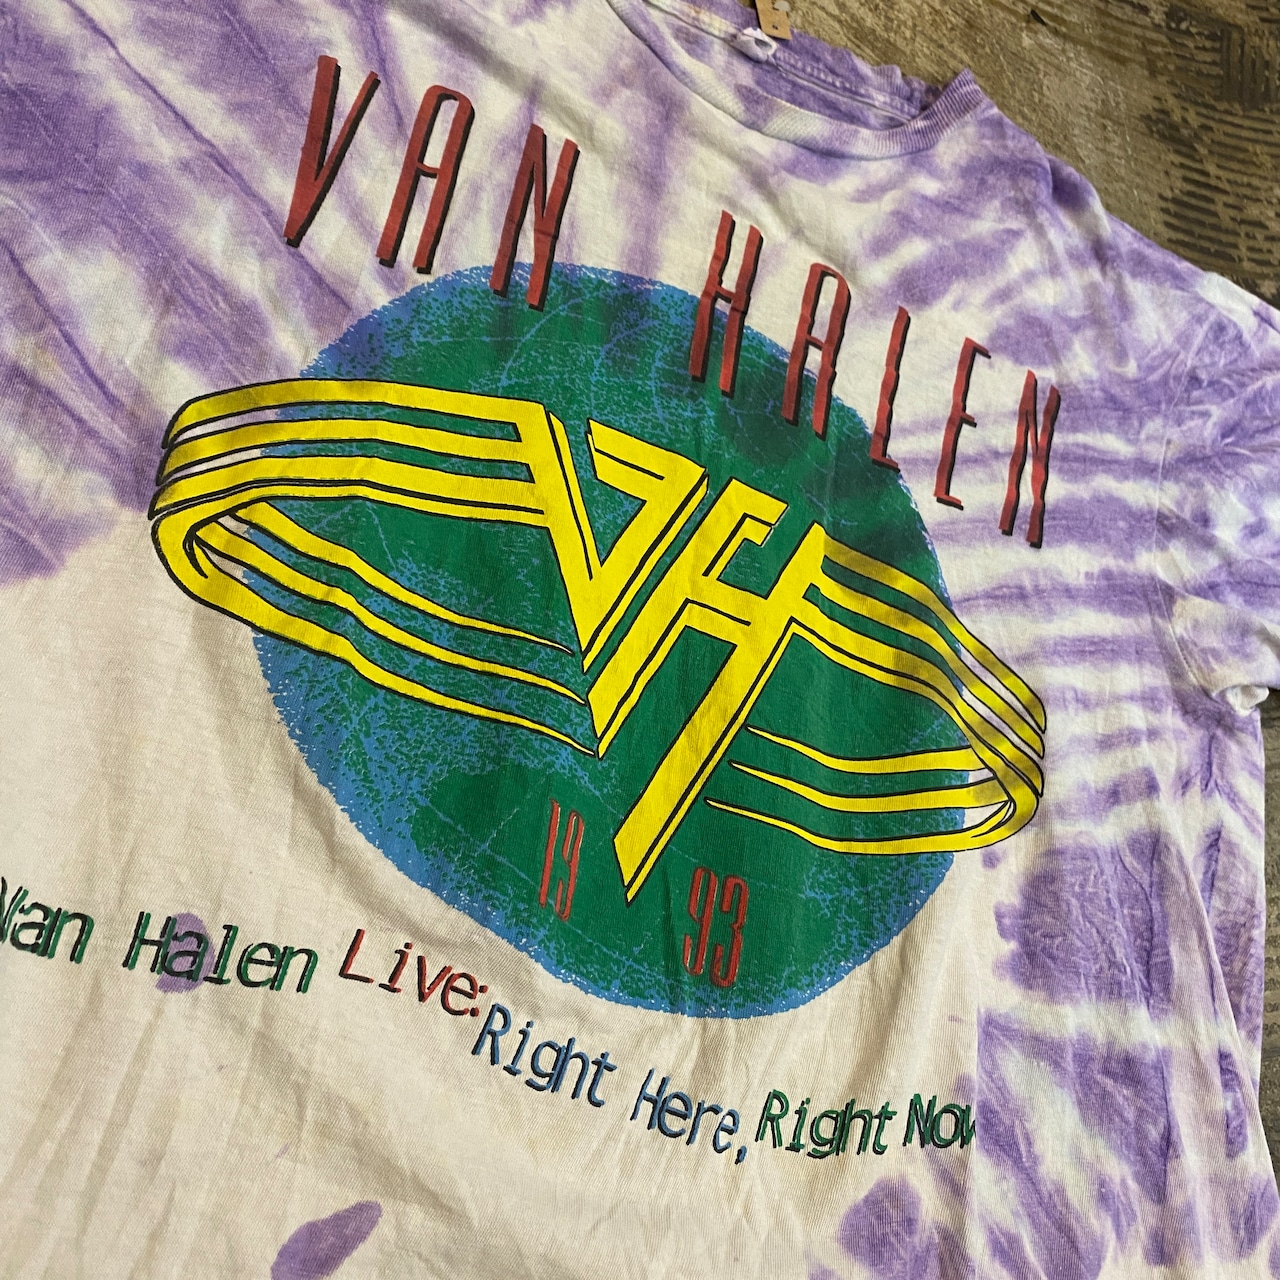 VAN HALEN
VH
19 93
Van Halen Live: Right Here, Right Now